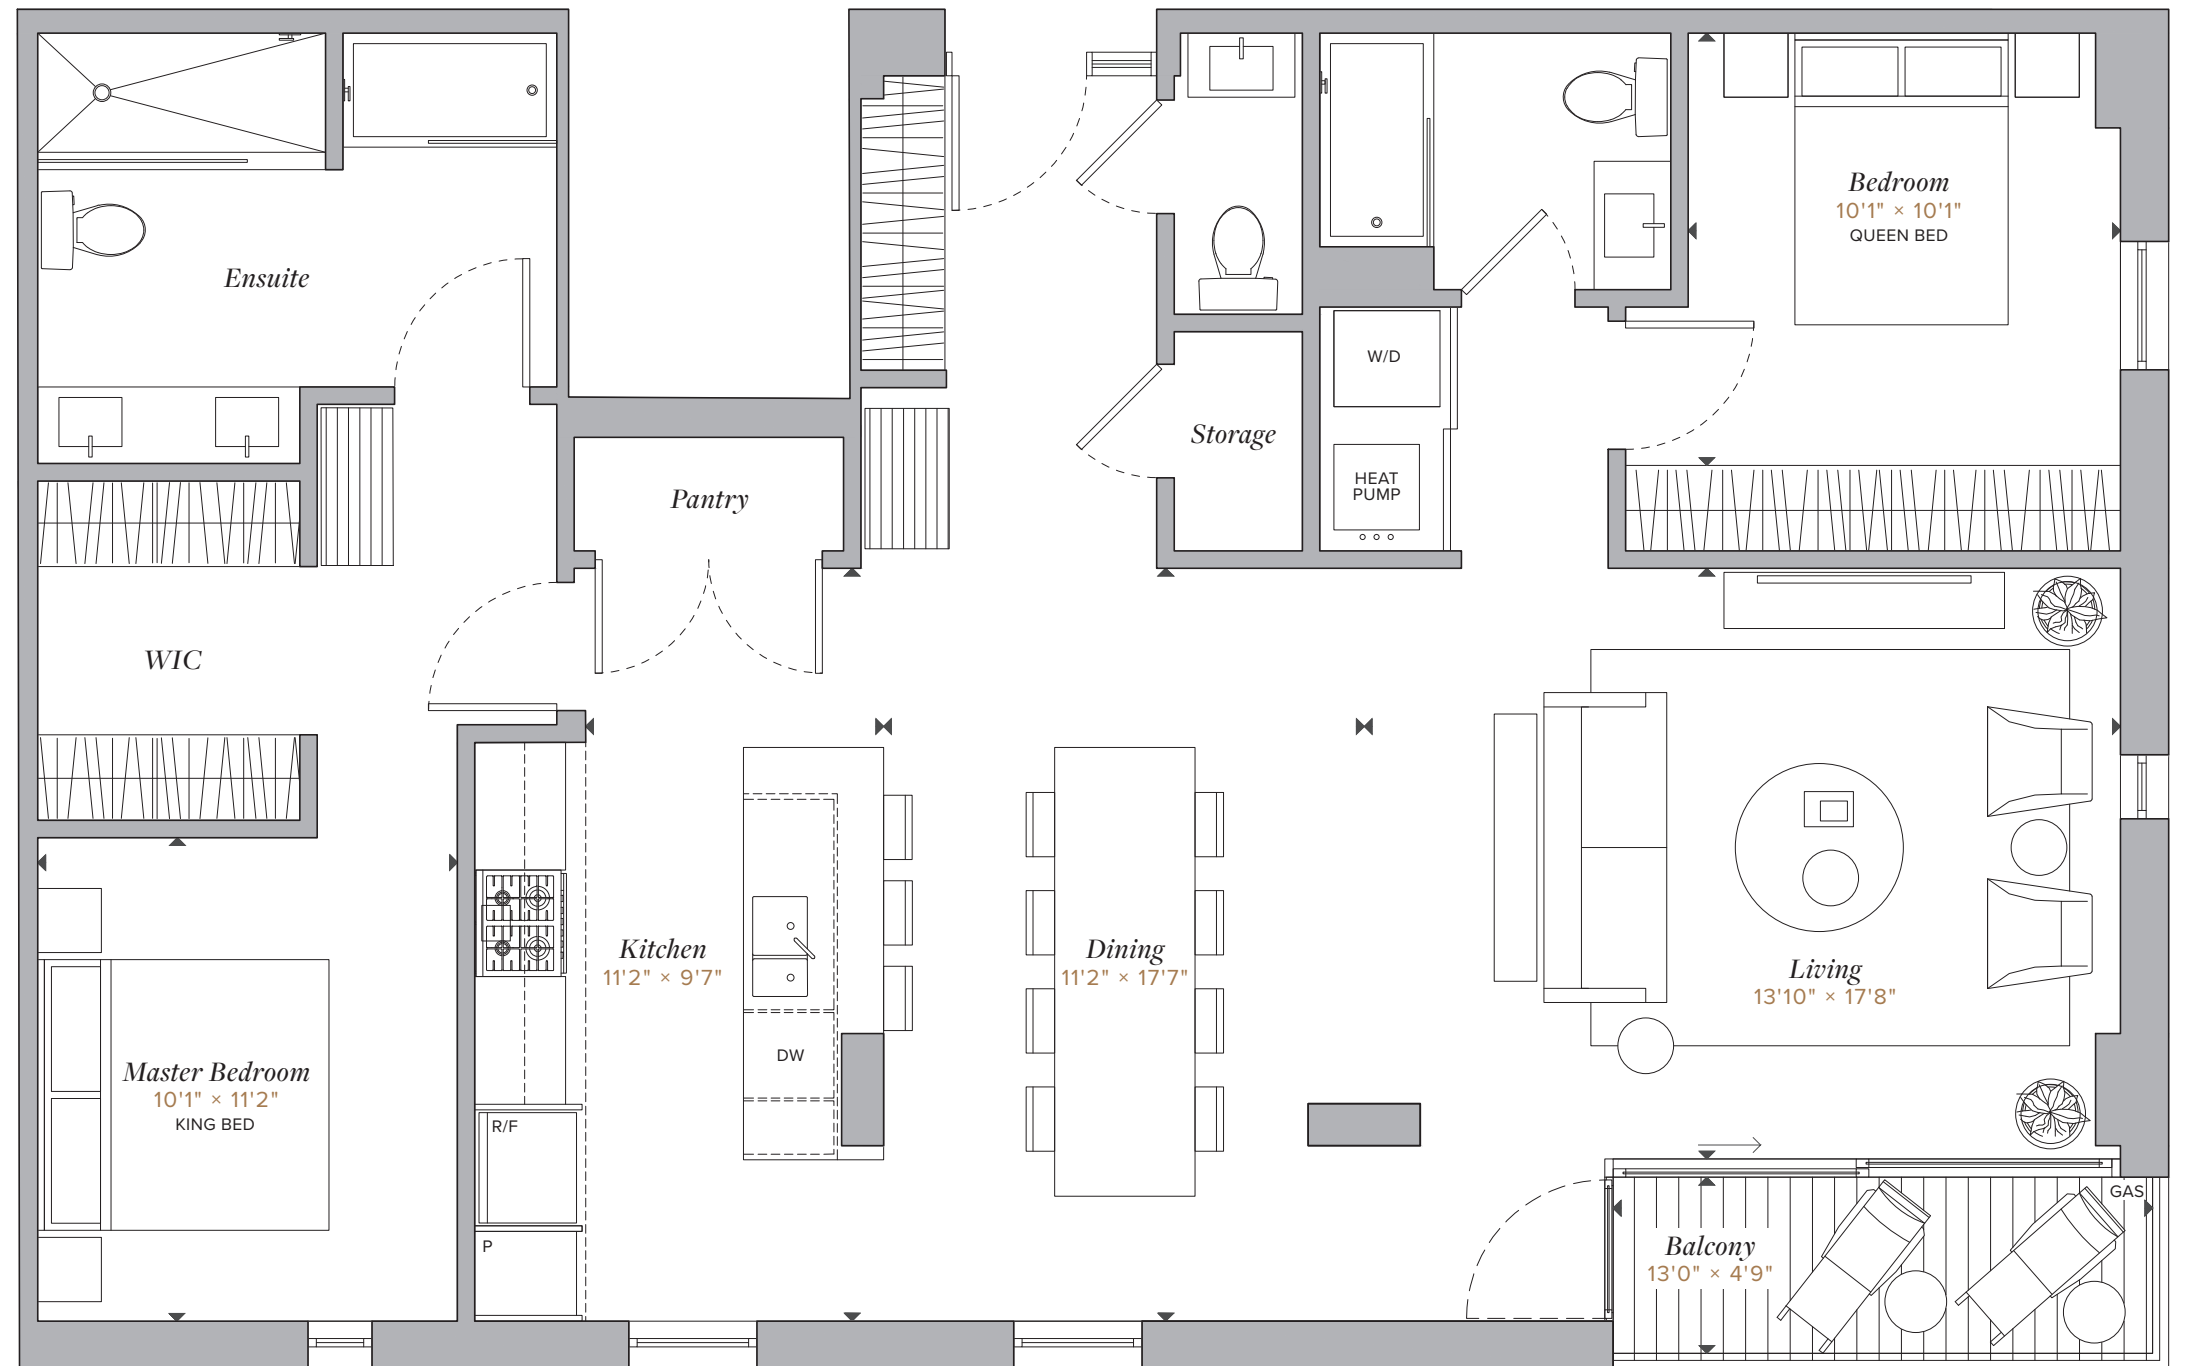 Bedroom
10'1" × 10'1"
QUEEN BED
Ensuite
W/D
Storage
HEAT
PUMP
Pantry
WIC
Kitchen
11'2" × 9'7"
Dining
11'2" × 17'7"
Living
13'10" × 17'8"
DW
Master Bedroom
10'1" × 11'2"
KING BED
R/F
P
GAS
Balcony
13'0" × 4'9"